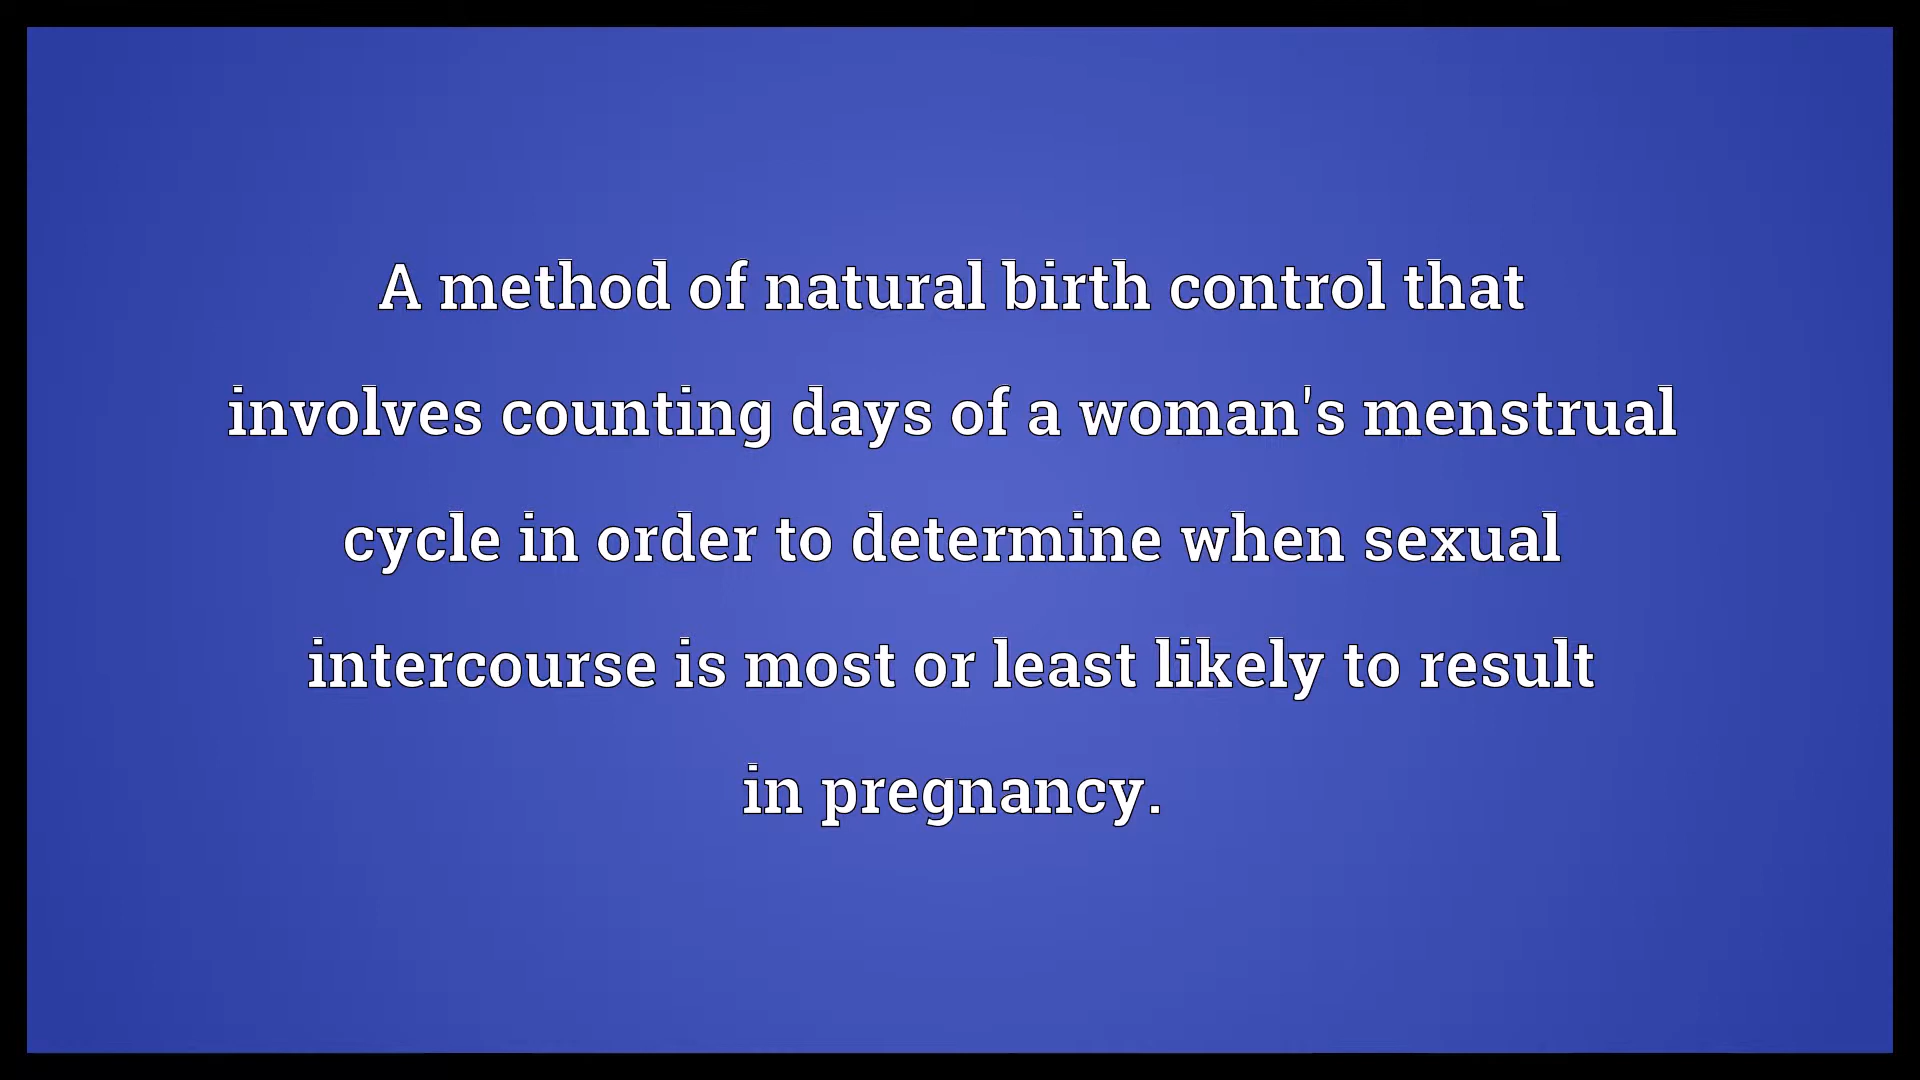 A method of natural birth control that
involves counting days of a woman's menstrual
cycle in order to determine when sexual
intercourse is most or least likely to result
in pregnancy.